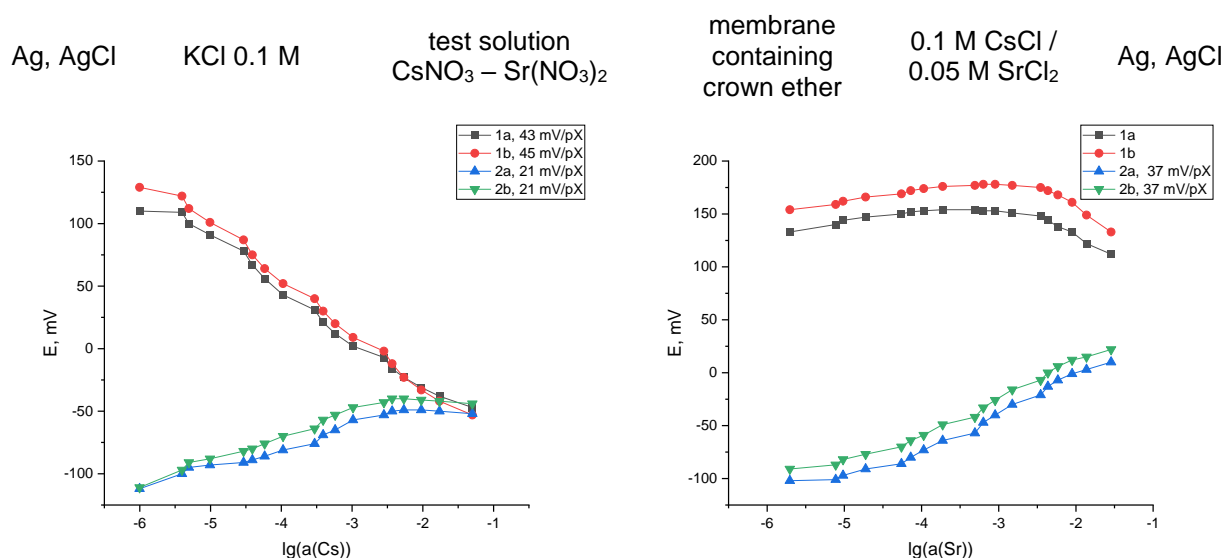 Ag, AgCl
KCl 0.1 M
test solution
CsNO₃ – Sr(NO₃)₂
membrane
containing
crown ether
0.1 M CsCl /
0.05 M SrCl₂
Ag, AgCl
1a, 43 mV/pX
1b, 45 mV/pX
2a, 21 mV/pX
2b, 21 mV/pX
150
100
50
0
-50
-100
E, mV
-6
-5
-4
-3
-2
-1
lg(a(Cs))
1a
1b
2a, 37 mV/pX
2b, 37 mV/pX
200
150
100
50
0
-50
-100
E, mV
-6
-5
-4
-3
-2
-1
lg(a(Sr))